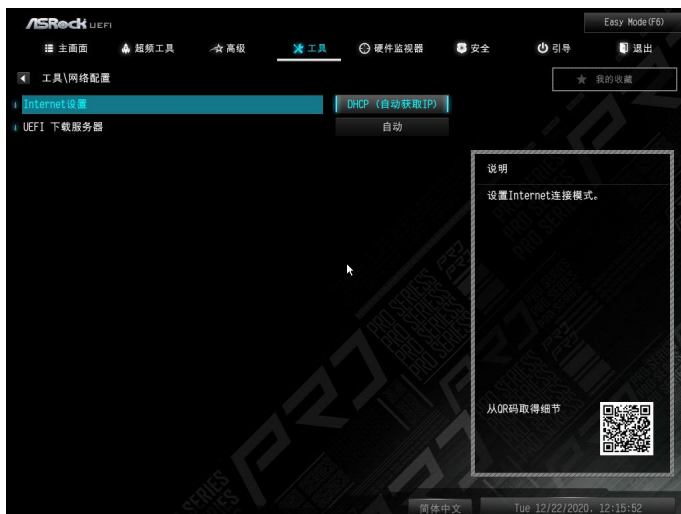 ASRock UEFI
Easy Mode(F6)
主画面 超频工具 高级 工具 硬件监视器 安全 引导 退出
工具\网络配置
我的收藏
Internet设置 DHCP (自动获取IP)
UEFI 下载服务器 自动
说明
设置Internet连接模式。
从QR码取得细节
PRO SERIES
简体中文 Tue 12/22/2020, 12:15:52